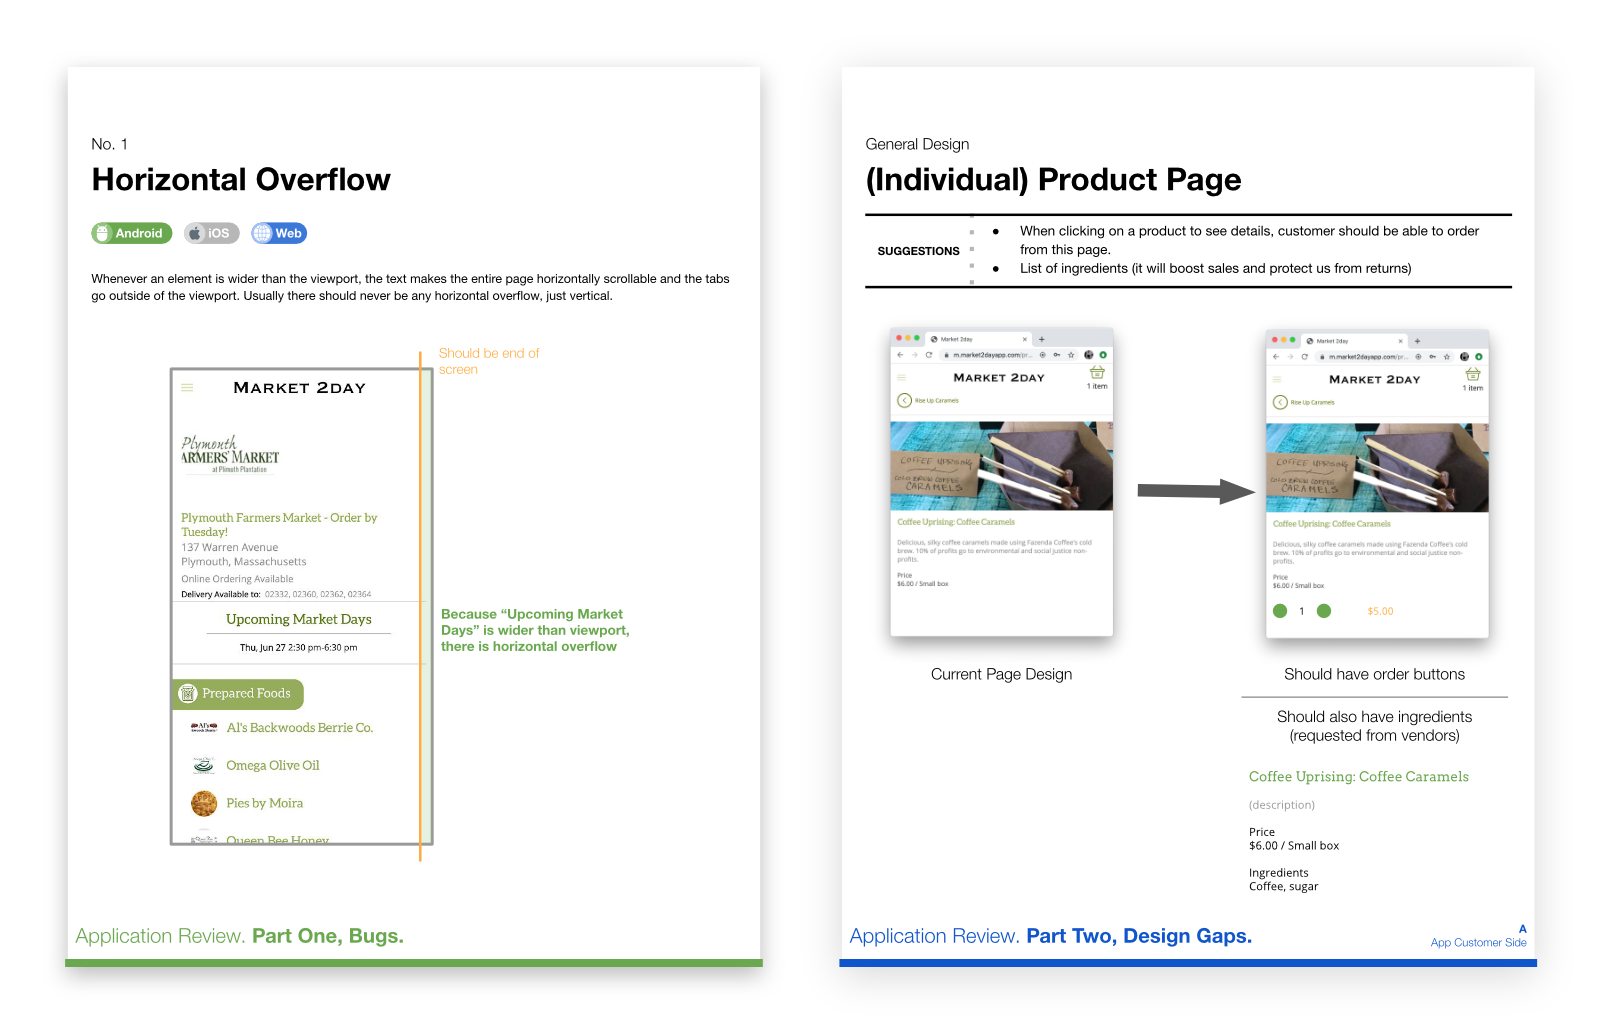 No. 1
Horizontal Overflow
Android
iOS
Web
Whenever an element is wider than the viewport, the text makes the entire page horizontally scrollable and the tabs
go outside of the viewport. Usually there should never be any horizontal overflow, just vertical.
Should be end of
screen
MARKET 2DAY
Plymouth
ARMERS' MARKET
at Plimoth Plantation
Plymouth Farmers Market - Order by
Tuesday!
137 Warren Avenue
Plymouth, Massachusetts
Online Ordering Available
Delivery Available to: 02332, 02360, 02362, 02364
Upcoming Market Days
Thu, Jun 27 2:30 pm-6:30 pm
Because “Upcoming Market
Days” is wider than viewport,
there is horizontal overflow
Prepared Foods
Al's
Al's Backwoods Berrie Co.
Omega Olive Oil
Pies by Moira
Queen Bee Honey
Application Review. Part One, Bugs.
General Design
(Individual) Product Page
SUGGESTIONS
● When clicking on a product to see details, customer should be able to order
from this page.
● List of ingredients (it will boost sales and protect us from returns)
Market 2day
m.market2dayapp.com/pr...
MARKET 2DAY
1 item
Rise Up Caramels
COFFEE UPRISING
COLD BREW COFFEE
CARAMELS
Coffee Uprising: Coffee Caramels
Delicious, silky coffee caramels made using Fazenda Coffee's cold
brew. 10% of profits go to environmental and social justice non-
profits.
Price
$6.00 / Small box
Current Page Design
Market 2day
m.market2dayapp.com/pr...
MARKET 2DAY
1 item
Rise Up Caramels
COFFEE UPRISING
COLD BREW COFFEE
CARAMELS
Coffee Uprising: Coffee Caramels
Delicious, silky coffee caramels made using Fazenda Coffee's cold
brew. 10% of profits go to environmental and social justice non-
profits.
Price
$6.00 / Small box
1 $5.00
Should have order buttons
Should also have ingredients
(requested from vendors)
Coffee Uprising: Coffee Caramels
(description)
Price
$6.00 / Small box
Ingredients
Coffee, sugar
Application Review. Part Two, Design Gaps.
A
App Customer Side